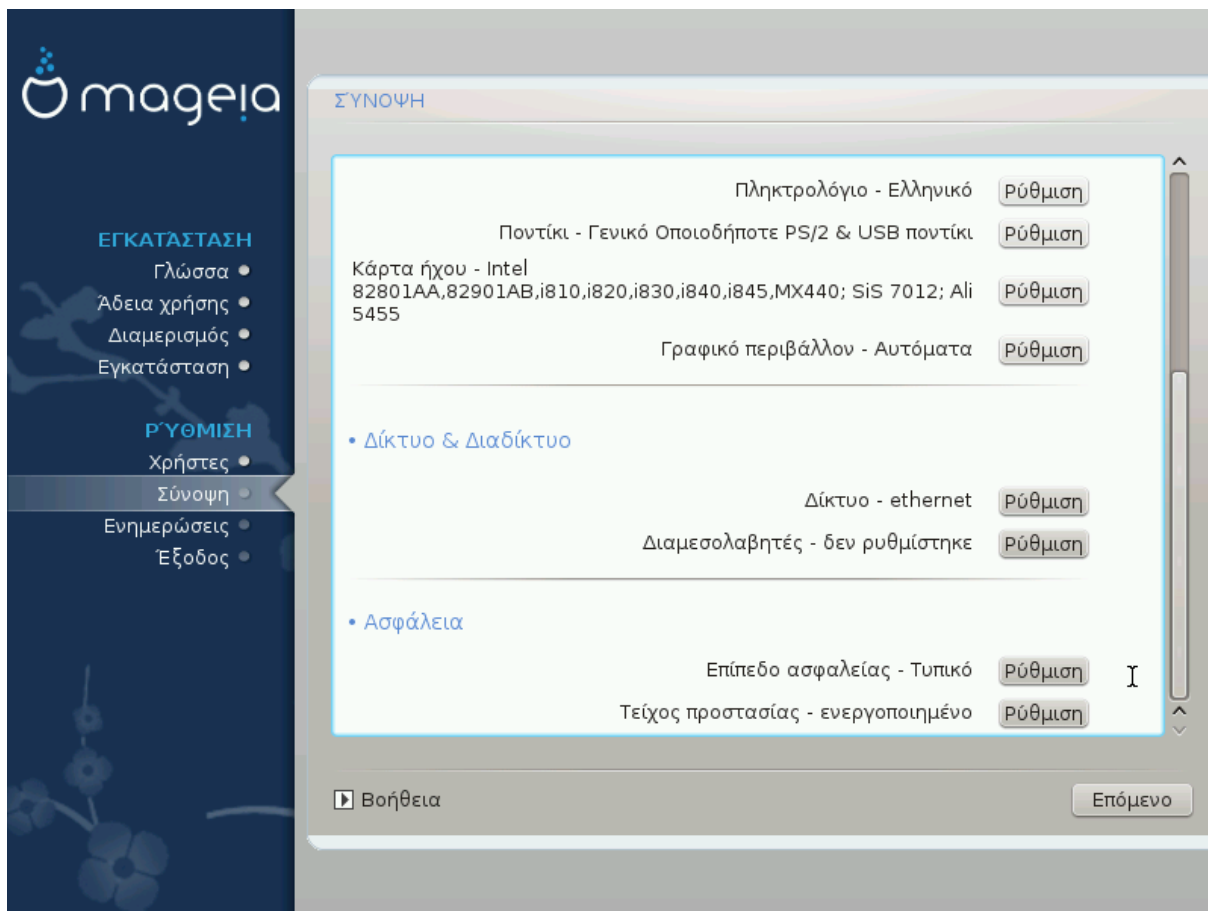 mageia
ΕΓΚΑΤΆΣΤΑΣΗ
Γλώσσα
Άδεια χρήσης
Διαμερισμός
Εγκατάσταση
ΡΎΘΜΙΣΗ
Χρήστες
Σύνοψη
Ενημερώσεις
Έξοδος
ΣΎΝΟΨΗ
Πληκτρολόγιο - Ελληνικό Ρύθμιση
Ποντίκι - Γενικό Οποιοδήποτε PS/2 & USB ποντίκι Ρύθμιση
Κάρτα ήχου - Intel
82801AA,82901AB,i810,i820,i830,i840,i845,MX440; SiS 7012; Ali Ρύθμιση
5455
Γραφικό περιβάλλον - Αυτόματα Ρύθμιση
• Δίκτυο & Διαδίκτυο
Δίκτυο - ethernet Ρύθμιση
Διαμεσολαβητές - δεν ρυθμίστηκε Ρύθμιση
• Ασφάλεια
Επίπεδο ασφαλείας - Τυπικό Ρύθμιση
Τείχος προστασίας - ενεργοποιημένο Ρύθμιση
Βοήθεια
Επόμενο